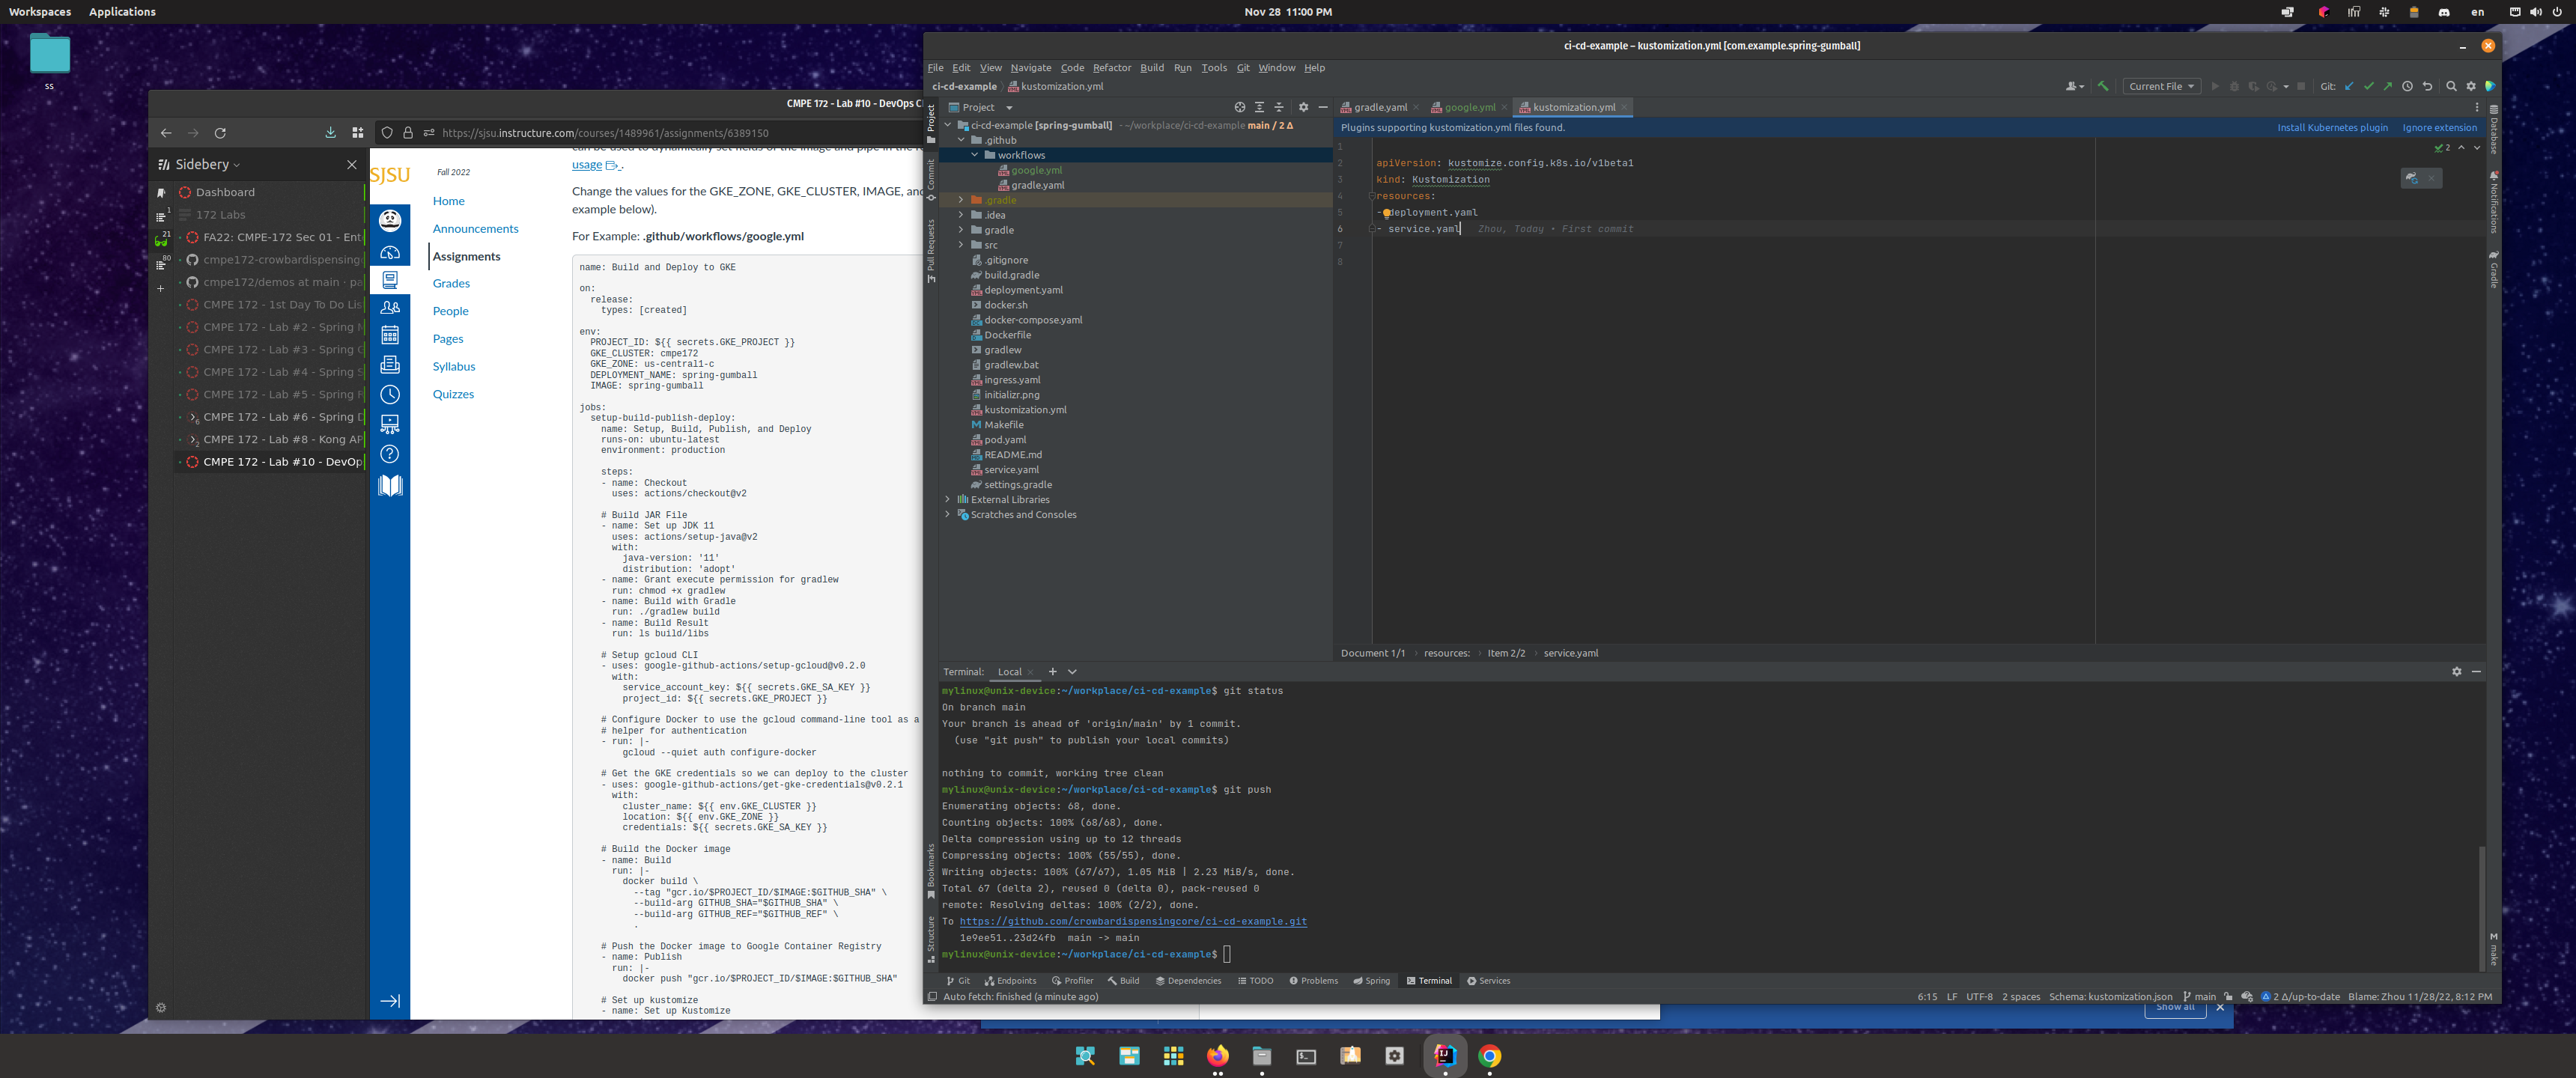 Workspaces Applications
Nov 28 11:00 PM
en
ss
CMPE 172 - Lab #10 - DevOps C
https://sjsu.instructure.com/courses/1489961/assignments/6389150
Sidebery
Dashboard
172 Labs
FA22: CMPE-172 Sec 01 - Ent
cmpe172-crowbardispensing
cmpe172/demos at main · pa
CMPE 172 - 1st Day To Do Lis
CMPE 172 - Lab #2 - Spring
CMPE 172 - Lab #3 - Spring
CMPE 172 - Lab #4 - Spring
CMPE 172 - Lab #5 - Spring
CMPE 172 - Lab #6 - Spring D
CMPE 172 - Lab #8 - Kong AP
CMPE 172 - Lab #10 - DevOp
1
21
80
6
2
SJSU
Fall 2022
Home
Announcements
Assignments
Grades
People
Pages
Syllabus
Quizzes
can be used to dynamically set fields of the image and pipe in the
usage
Change the values for the GKE_ZONE, GKE_CLUSTER, IMAGE, and
example below).
For Example: .github/workflows/google.yml
name: Build and Deploy to GKE
on:
release:
types: [created]
env:
PROJECT_ID: ${{ secrets.GKE_PROJECT }}
GKE_CLUSTER: cmpe172
GKE_ZONE: us-central1-c
DEPLOYMENT_NAME: spring-gumball
IMAGE: spring-gumball
jobs:
setup-build-publish-deploy:
name: Setup, Build, Publish, and Deploy
runs-on: ubuntu-latest
environment: production
steps:
- name: Checkout
uses: actions/checkout@v2
# Build JAR File
- name: Set up JDK 11
uses: actions/setup-java@v2
with:
java-version: '11'
distribution: 'adopt'
- name: Grant execute permission for gradlew
run: chmod +x gradlew
- name: Build with Gradle
run: ./gradlew build
- name: Build Result
run: ls build/libs
# Setup gcloud CLI
- uses: google-github-actions/setup-gcloud@v0.2.0
with:
service_account_key: ${{ secrets.GKE_SA_KEY }}
project_id: ${{ secrets.GKE_PROJECT }}
# Configure Docker to use the gcloud command-line tool as a
# helper for authentication
- run: |-
gcloud --quiet auth configure-docker
# Get the GKE credentials so we can deploy to the cluster
- uses: google-github-actions/get-gke-credentials@v0.2.1
with:
cluster_name: ${{ env.GKE_CLUSTER }}
location: ${{ env.GKE_ZONE }}
credentials: ${{ secrets.GKE_SA_KEY }}
# Build the Docker image
- name: Build
run: |-
docker build \
--tag "gcr.io/$PROJECT_ID/$IMAGE:$GITHUB_SHA" \
--build-arg GITHUB_SHA="$GITHUB_SHA" \
--build-arg GITHUB_REF="$GITHUB_REF" \
.
# Push the Docker image to Google Container Registry
- name: Publish
run: |-
docker push "gcr.io/$PROJECT_ID/$IMAGE:$GITHUB_SHA"
# Set up kustomize
- name: Set up Kustomize
ci-cd-example – kustomization.yml [com.example.spring-gumball]
File Edit View Navigate Code Refactor Build Run Tools Git Window Help
ci-cd-example kustomization.yml
Current File
Git:
Project
gradle.yaml
google.yml
kustomization.yml
Plugins supporting kustomization.yml files found.
Install Kubernetes plugin
Ignore extension
ci-cd-example [spring-gumball] ~/workplace/ci-cd-example main / 2 Δ
.github
workflows
google.yml
gradle.yaml
.gradle
.idea
gradle
src
.gitignore
build.gradle
deployment.yaml
docker.sh
docker-compose.yaml
Dockerfile
gradlew
gradlew.bat
ingress.yaml
initializr.png
kustomization.yml
Makefile
pod.yaml
README.md
service.yaml
settings.gradle
External Libraries
Scratches and Consoles
Project
Commit
Pull Requests
Bookmarks
Structure
1
2 apiVersion: kustomize.config.k8s.io/v1beta1
3 kind: Kustomization
4 resources:
5 - deployment.yaml
6 - service.yaml Zhou, Today • First commit
7
8
2
Database
Notifications
Gradle
make
Document 1/1 resources: Item 2/2 service.yaml
Terminal: Local
mylinux@unix-device:~/workplace/ci-cd-example$ git status
On branch main
Your branch is ahead of 'origin/main' by 1 commit.
(use "git push" to publish your local commits)
nothing to commit, working tree clean
mylinux@unix-device:~/workplace/ci-cd-example$ git push
Enumerating objects: 68, done.
Counting objects: 100% (68/68), done.
Delta compression using up to 12 threads
Compressing objects: 100% (55/55), done.
Writing objects: 100% (67/67), 1.05 MiB | 2.23 MiB/s, done.
Total 67 (delta 2), reused 0 (delta 0), pack-reused 0
remote: Resolving deltas: 100% (2/2), done.
To https://github.com/crowbardispensingcore/ci-cd-example.git
1e9ee51..23d24fb main -> main
mylinux@unix-device:~/workplace/ci-cd-example$
Git Endpoints Profiler Build Dependencies TODO Problems Spring Terminal Services
Auto fetch: finished (a minute ago)
6:15 LF UTF-8 2 spaces Schema: kustomization.json main 2 Δ/up-to-date Blame: Zhou 11/28/22, 8:12 PM
Show all